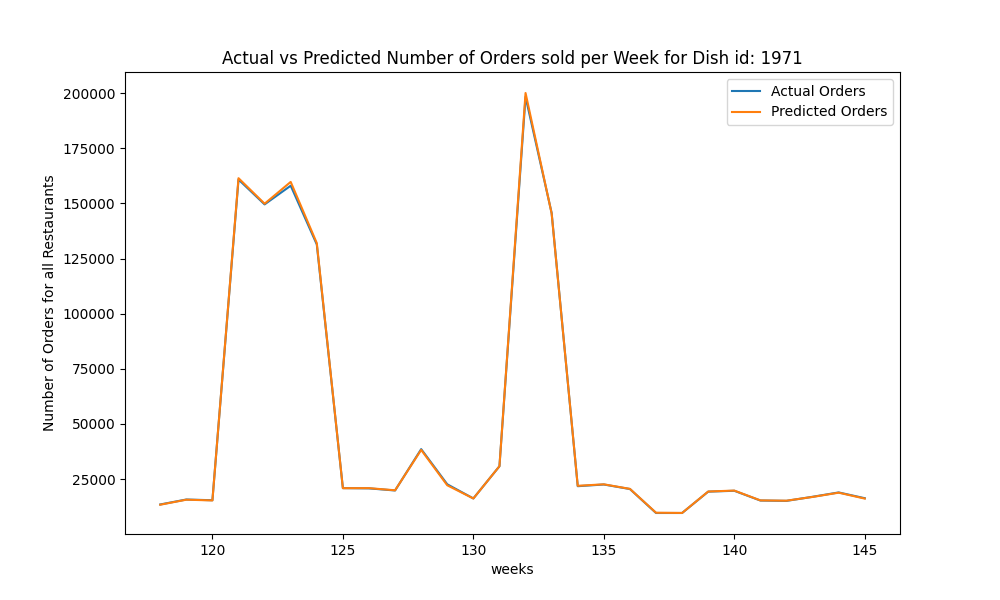 Actual vs Predicted Number of Orders sold per Week for Dish id: 1971
Actual Orders
Predicted Orders
Number of Orders for all Restaurants
200000
175000
150000
125000
100000
75000
50000
25000
120
125
130
135
140
145
weeks